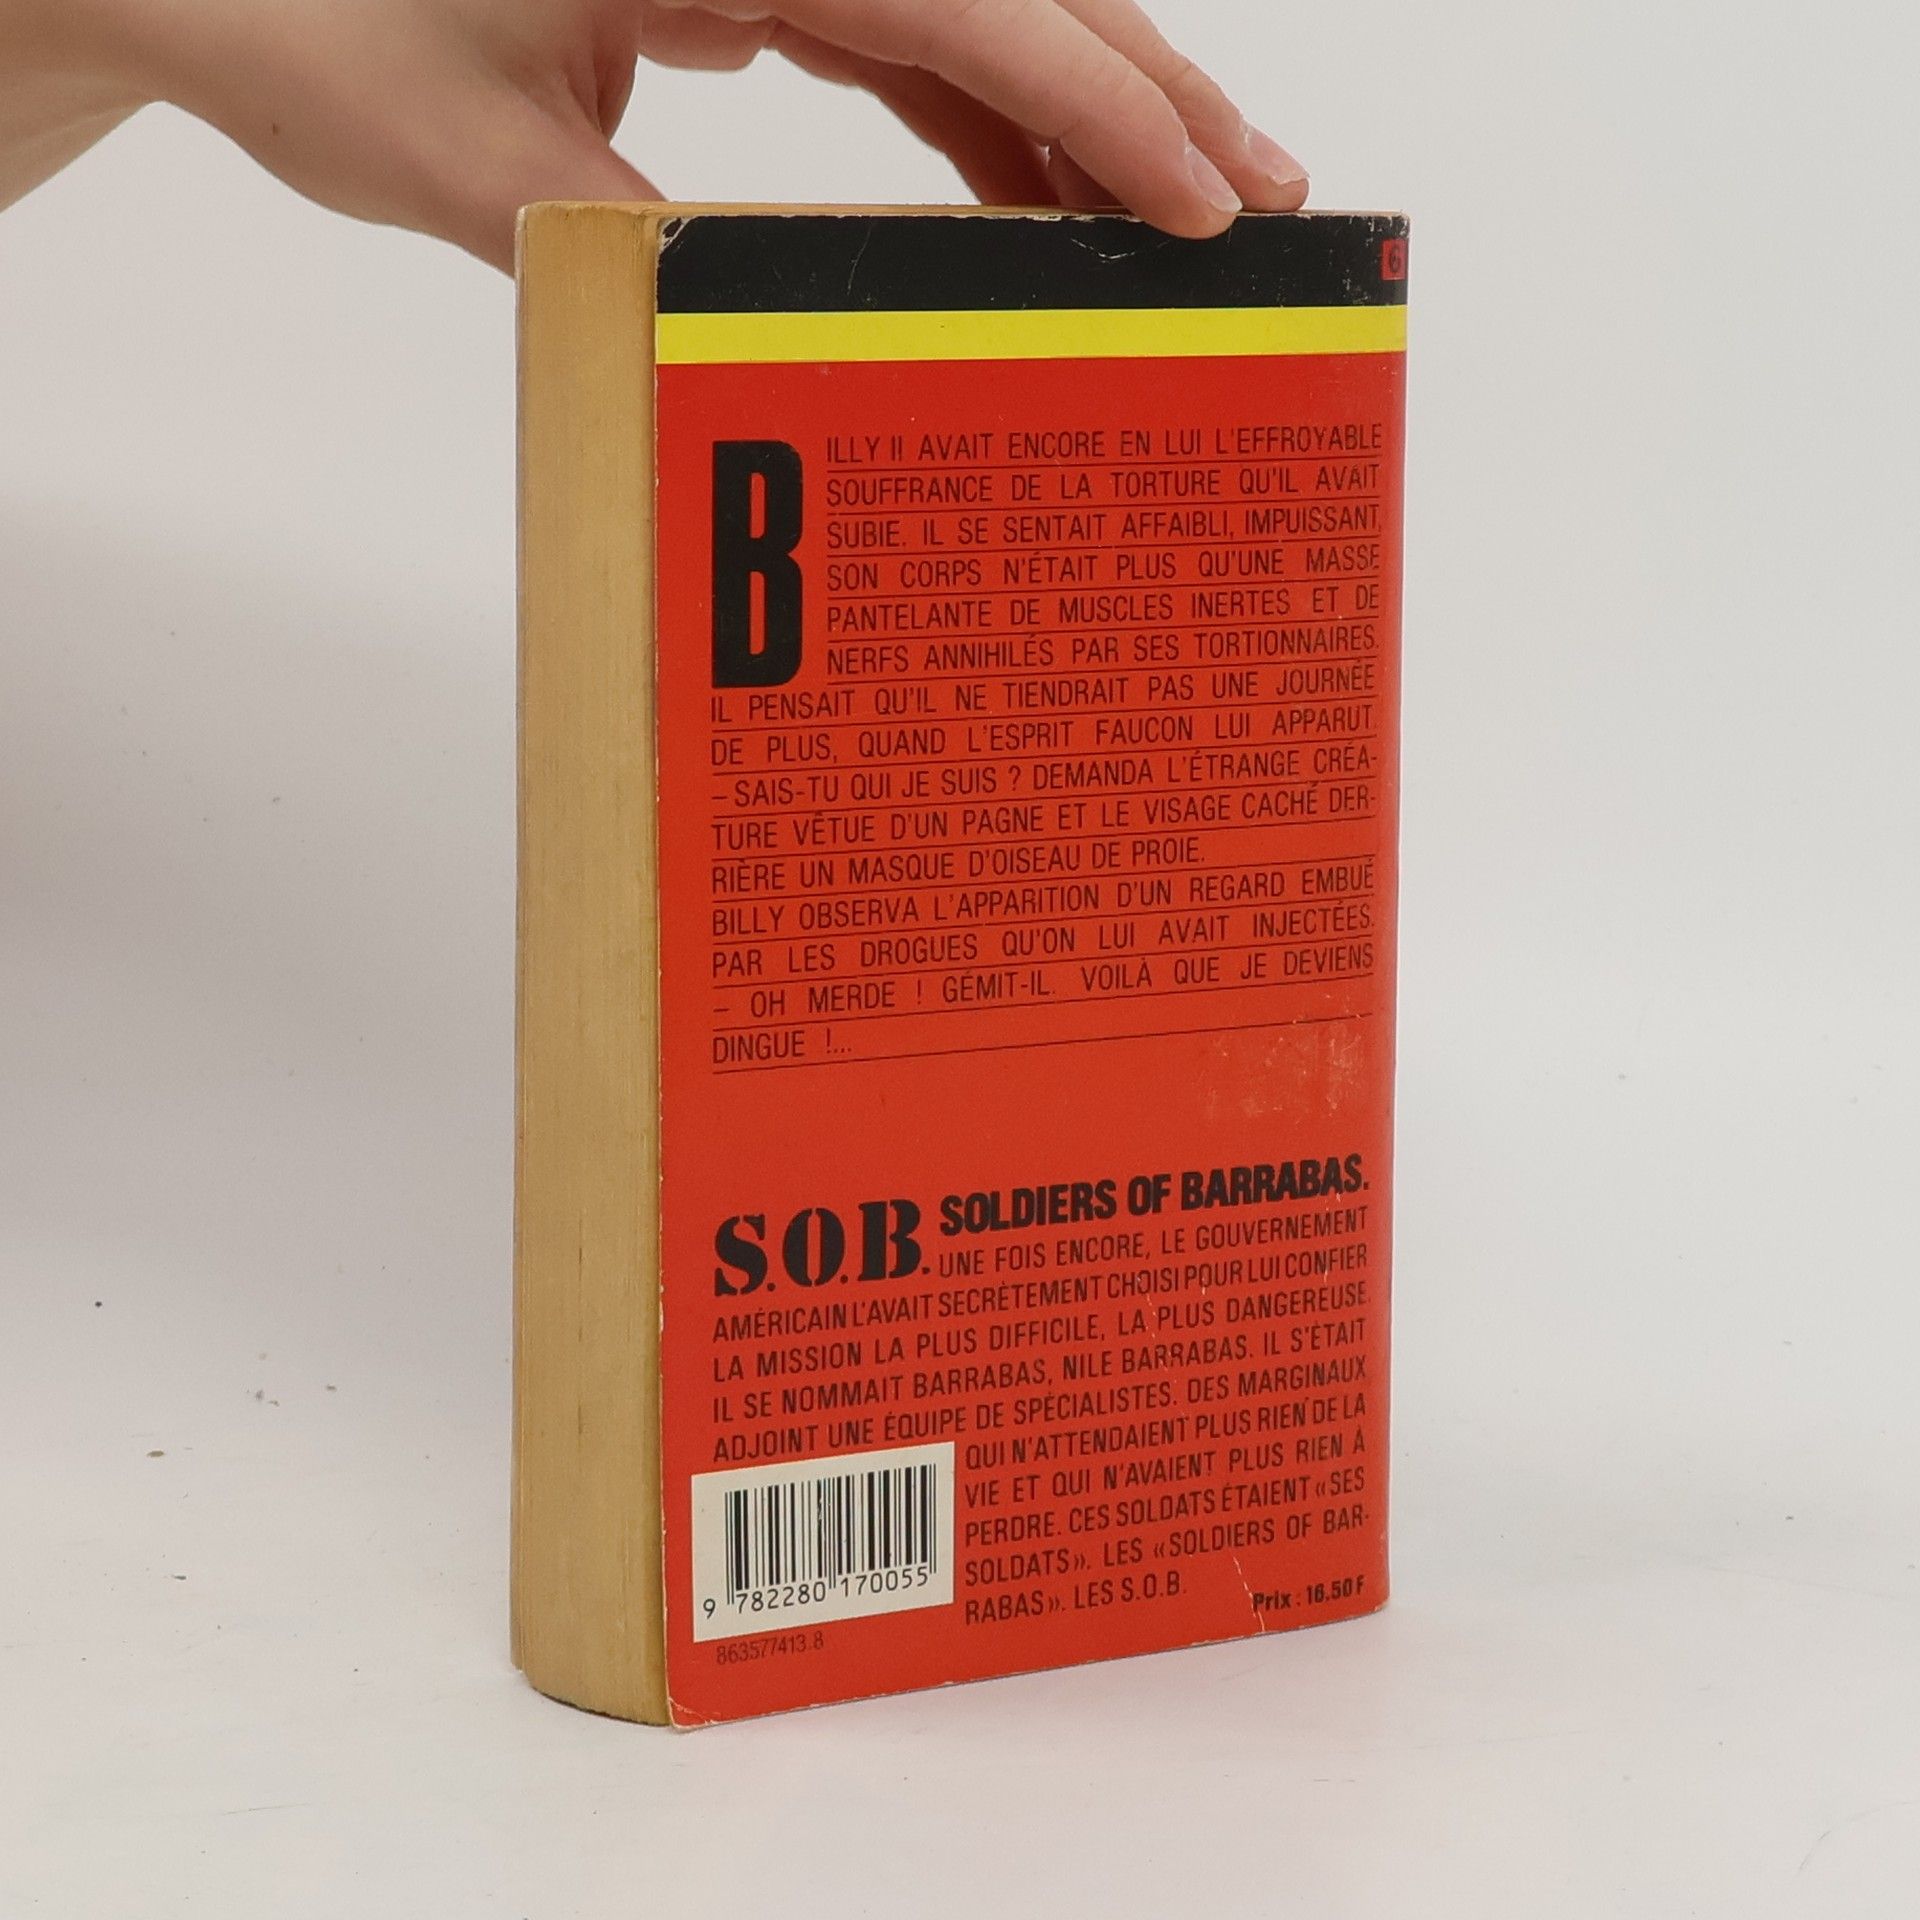 6
BILLY II AVAIT ENCORE EN LUI L'EFFROYABLE
SOUFFRANCE DE LA TORTURE QU'IL AVAIT
SUBIE. IL SE SENTAIT AFFAIBLI, IMPUISSANT,
SON CORPS N'ÉTAIT PLUS QU'UNE MASSE
PANTELANTE DE MUSCLES INERTES ET DE
NERFS ANNIHILÉS PAR SES TORTIONNAIRES.
IL PENSAIT QU'IL NE TIENDRAIT PAS UNE JOURNÉE
DE PLUS, QUAND L'ESPRIT FAUCON LUI APPARUT.
– SAIS-TU QUI JE SUIS ? DEMANDA L'ÉTRANGE CRÉA-
TURE VÊTUE D'UN PAGNE ET LE VISAGE CACHÉ DER-
RIÈRE UN MASQUE D'OISEAU DE PROIE.
BILLY OBSERVA L'APPARITION D'UN REGARD EMBUÉ
PAR LES DROGUES QU'ON LUI AVAIT INJECTÉES.
– OH MERDE ! GÉMIT-IL. VOILÀ QUE JE DEVIENS
DINGUE !...
S.O.B. SOLDIERS OF BARRABAS.
UNE FOIS ENCORE, LE GOUVERNEMENT
AMÉRICAIN L'AVAIT SECRÈTEMENT CHOISI POUR LUI CONFIER
LA MISSION LA PLUS DIFFICILE, LA PLUS DANGEREUSE.
IL SE NOMMAIT BARRABAS, NILE BARRABAS. IL S'ÉTAIT
ADJOINT UNE ÉQUIPE DE SPÉCIALISTES. DES MARGINAUX
QUI N'ATTENDAIENT PLUS RIEN DE LA
VIE ET QUI N'AVAIENT PLUS RIEN À
PERDRE. CES SOLDATS ÉTAIENT « SES
SOLDATS ». LES « SOLDIERS OF BAR-
RABAS ». LES S.O.B.
Prix : 16,50 F
9 782280 170055
863577413.8